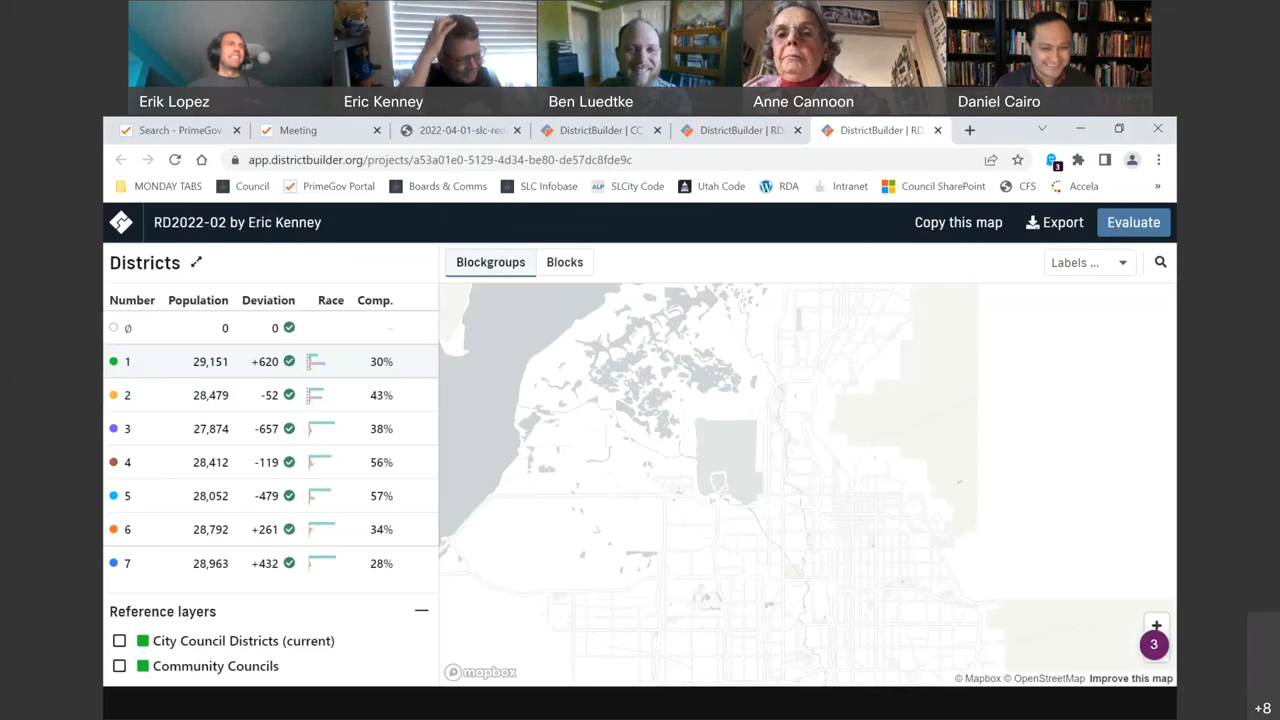 Erik Lopez
Eric Kenney
Ben Luedtke
Anne Cannoon
Daniel Cairo
Search - PrimeGov
Meeting
2022-04-01-slc-red
DistrictBuilder | CC
DistrictBuilder | RD
DistrictBuilder | RD
app.districtbuilder.org/projects/a53a01e0-5129-4d34-be80-de57dc8fde9c
3
MONDAY TABS
Council
PrimeGov Portal
Boards & Comms
SLC Infobase
ALP SLCity Code
Utah Code
RDA
Intranet
Council SharePoint
CFS
Accela
»
RD2022-02 by Eric Kenney
Copy this map
Export
Evaluate
Districts
Blockgroups
Blocks
Labels ...
Number Population Deviation Race Comp.
Ø 0 0 --
1 29,151 +620 30%
2 28,479 -52 43%
3 27,874 -657 38%
4 28,412 -119 56%
5 28,052 -479 57%
6 28,792 +261 34%
7 28,963 +432 28%
Reference layers
City Council Districts (current)
Community Councils
mapbox
3
© Mapbox © OpenStreetMap Improve this map
+8